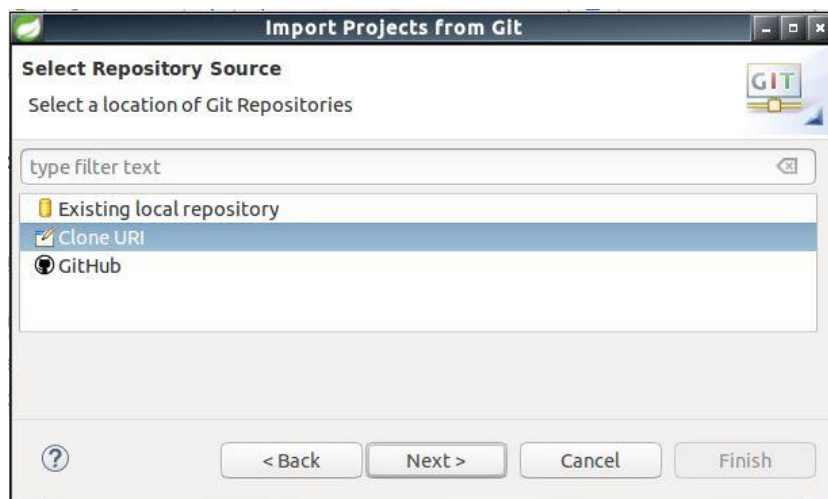 Import Projects from Git
Select Repository Source
Select a location of Git Repositories
GIT
type filter text
Existing local repository
Clone URI
GitHub
?
< Back
Next >
Cancel
Finish